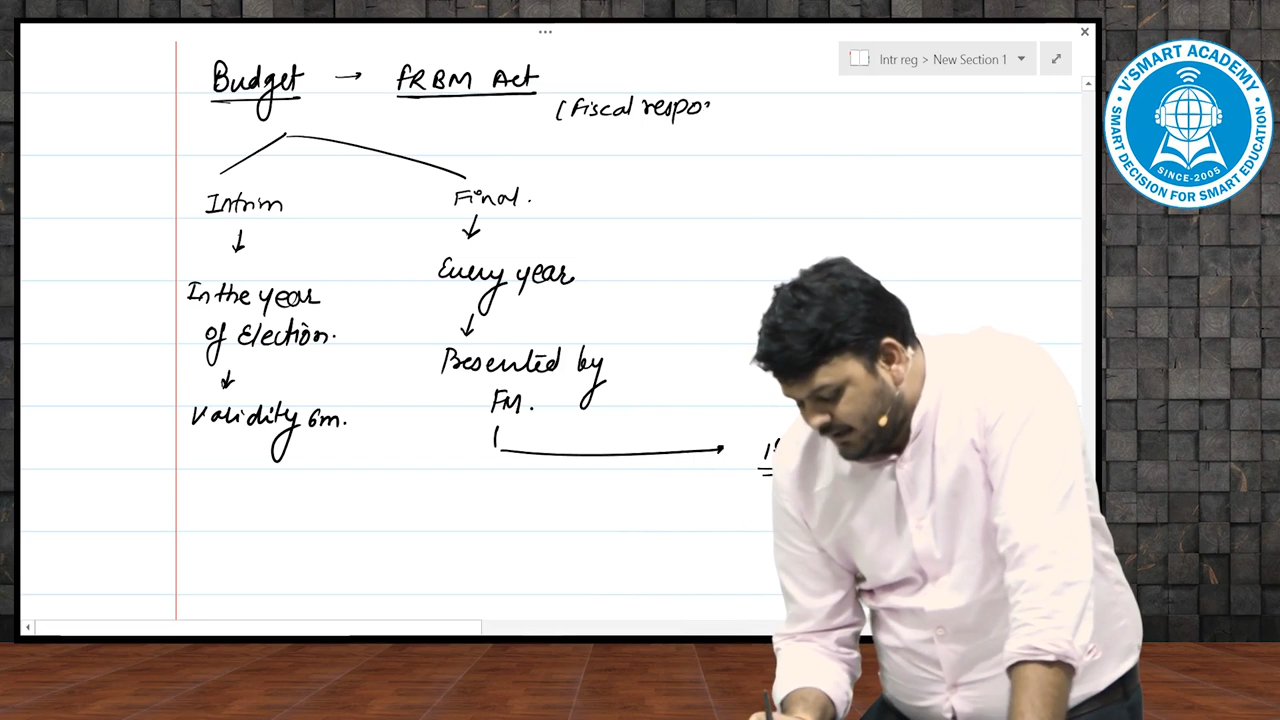 Budget → FRBM Act
(Fiscal respo
Intrim
Final.
In the year
of Election.
Validity 6m.
Every year
Presented by
FM.
Intr reg > New Section 1
V'SMART ACADEMY
SINCE-2005
SMART DECISION FOR SMART EDUCATION